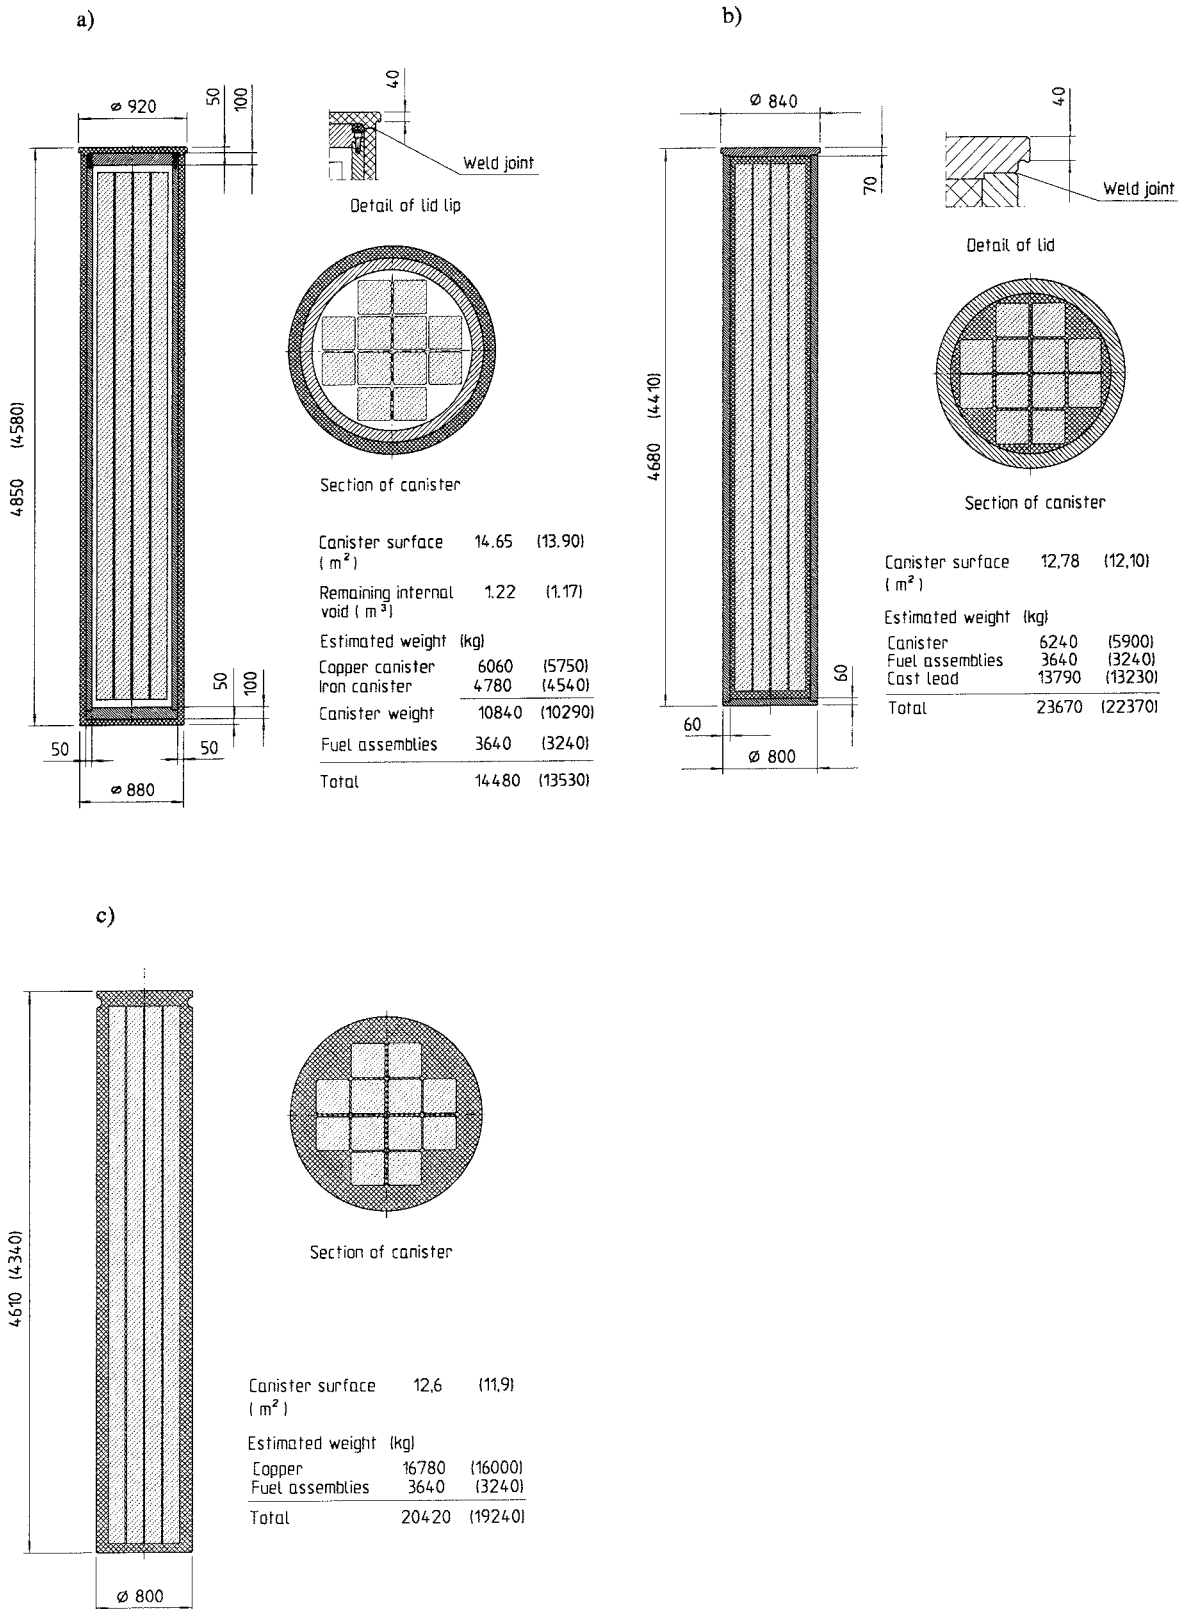 a)
ø 920
50
100
40
Weld joint
Detail of lid lip
4850 (4580)
Section of canister
Canister surface 14.65 (13.90)
( m² )
Remaining internal 1.22 (1.17)
void ( m³)
Estimated weight (kg)
Copper canister 6060 (5750)
Iron canister 4780 (4540)
Canister weight 10840 (10290)
Fuel assemblies 3640 (3240)
Total 14480 (13530)
50
100
50
50
ø 880
b)
ø 840
70
40
Weld joint
Detail of lid
4680 (4410)
Section of canister
Canister surface 12,78 (12,10)
( m² )
Estimated weight (kg)
Canister 6240 (5900)
Fuel assemblies 3640 (3240)
Cast lead 13790 (13230)
Total 23670 (22370)
60
60
ø 800
c)
4610 (4340)
Section of canister
Canister surface 12,6 (11,9)
( m² )
Estimated weight (kg)
Copper 16780 (16000)
Fuel assemblies 3640 (3240)
Total 20420 (19240)
ø 800